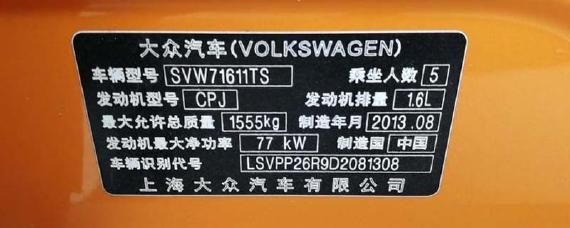 大众汽车(VOLKSWAGEN)
车辆型号 SVW71611TS 乘坐人数 5
发动机型号 CPJ 发动机排量 1.6L
最大允许总质量 1555kg 制造年月 2013.08
发动机最大净功率 77 kW 制造国 中国
车辆识别代号 LSVPP26R9D2081308
上海大众汽车有限公司